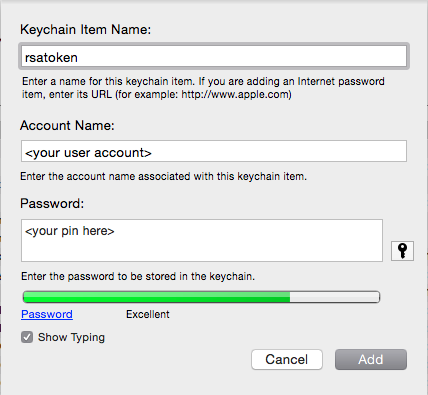 Keychain Item Name:
rsatoken
Enter a name for this keychain item. If you are adding an Internet password
item, enter its URL (for example: http://www.apple.com)
Account Name:
<your user account>
Enter the account name associated with this keychain item.
Password:
<your pin here>
Enter the password to be stored in the keychain.
Password Excellent
Show Typing
Cancel Add